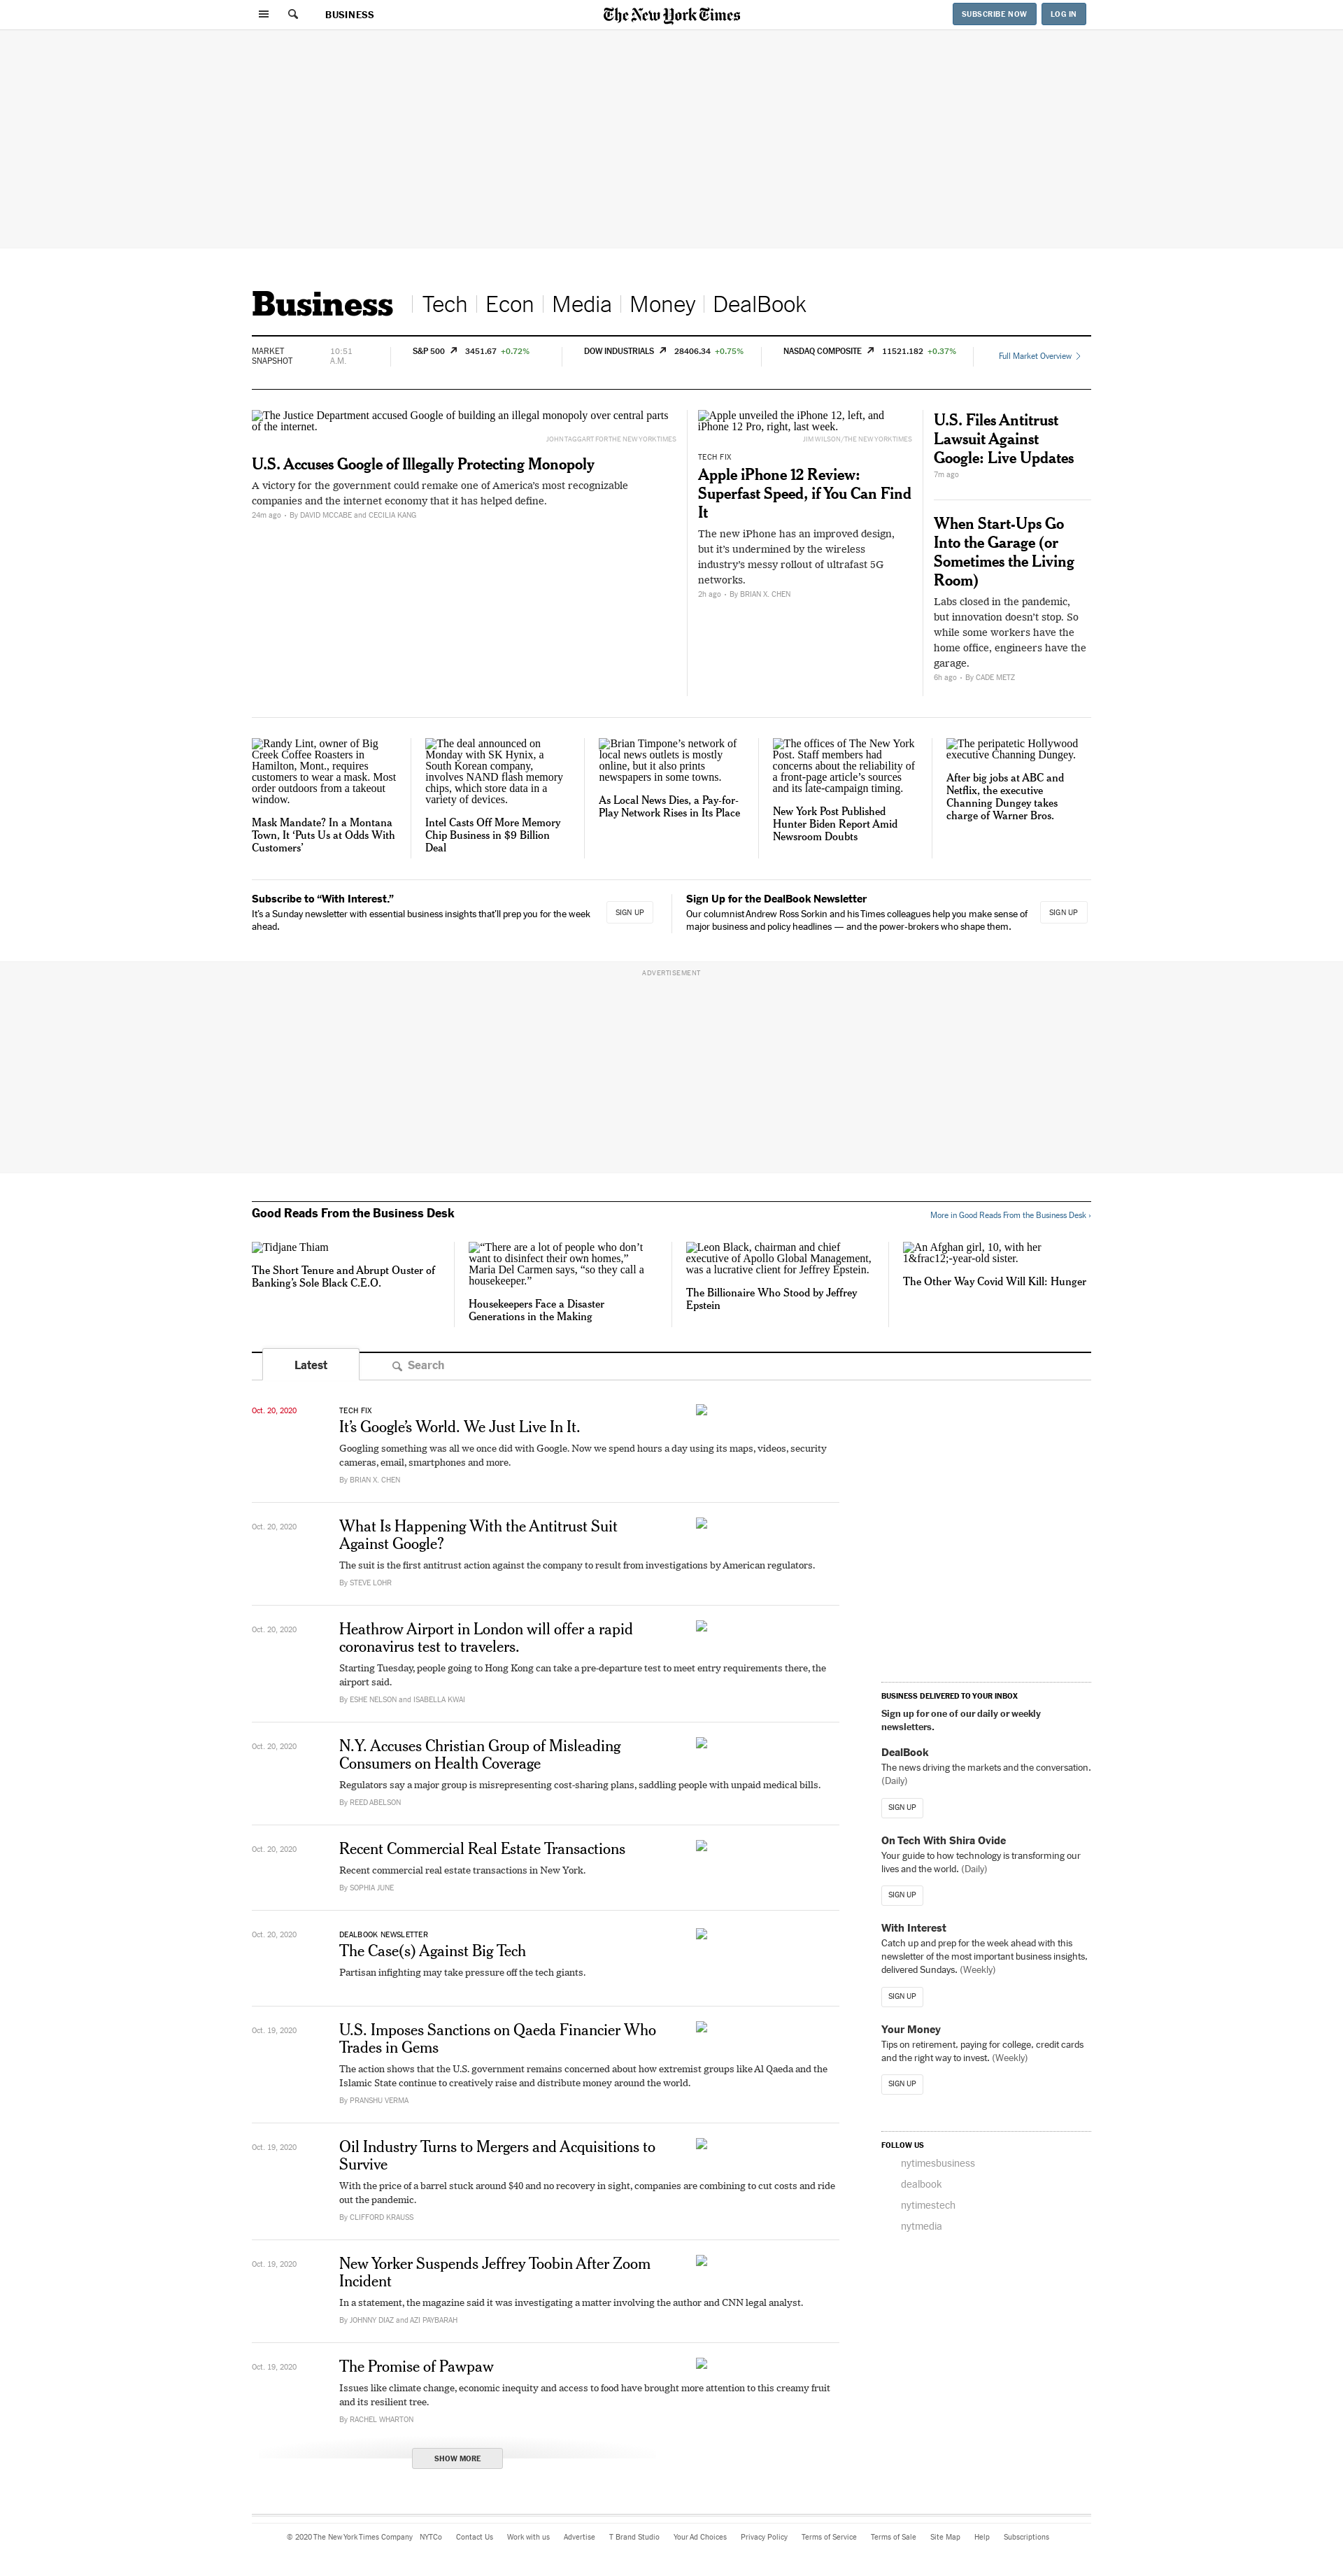 BUSINESS
The New York Times
SUBSCRIBE NOW
LOG IN
Business
Tech
Econ
Media
Money
DealBook
MARKET
SNAPSHOT
10:51
A.M.
S&P 500 3451.67 +0.72%
DOW INDUSTRIALS 28406.34 +0.75%
NASDAQ COMPOSITE 11521.182 +0.37%
Full Market Overview
The Justice Department accused Google of building an illegal monopoly over central parts
of the internet.
JOHN TAGGART FOR THE NEW YORK TIMES
U.S. Accuses Google of Illegally Protecting Monopoly
A victory for the government could remake one of America's most recognizable
companies and the internet economy that it has helped define.
24m ago • By DAVID MCCABE and CECILIA KANG
Apple unveiled the iPhone 12, left, and
iPhone 12 Pro, right, last week.
JIM WILSON/THE NEW YORK TIMES
TECH FIX
Apple iPhone 12 Review:
Superfast Speed, if You Can Find
It
The new iPhone has an improved design,
but it's undermined by the wireless
industry's messy rollout of ultrafast 5G
networks.
2h ago • By BRIAN X. CHEN
U.S. Files Antitrust
Lawsuit Against
Google: Live Updates
7m ago
When Start-Ups Go
Into the Garage (or
Sometimes the Living
Room)
Labs closed in the pandemic,
but innovation doesn't stop. So
while some workers have the
home office, engineers have the
garage.
6h ago • By CADE METZ
Randy Lint, owner of Big
Creek Coffee Roasters in
Hamilton, Mont., requires
customers to wear a mask. Most
order outdoors from a takeout
window.
Mask Mandate? In a Montana
Town, It 'Puts Us at Odds With
Customers'
The deal announced on
Monday with SK Hynix, a
South Korean company,
involves NAND flash memory
chips, which store data in a
variety of devices.
Intel Casts Off More Memory
Chip Business in $9 Billion
Deal
Brian Timpone's network of
local news outlets is mostly
online, but it also prints
newspapers in some towns.
As Local News Dies, a Pay-for-
Play Network Rises in Its Place
The offices of The New York
Post. Staff members had
concerns about the reliability of
a front-page article's sources
and its late-campaign timing.
New York Post Published
Hunter Biden Report Amid
Newsroom Doubts
The peripatetic Hollywood
executive Channing Dungey.
After big jobs at ABC and
Netflix, the executive
Channing Dungey takes
charge of Warner Bros.
Subscribe to "With Interest."
It's a Sunday newsletter with essential business insights that'll prep you for the week
ahead.
SIGN UP
Sign Up for the DealBook Newsletter
Our columnist Andrew Ross Sorkin and his Times colleagues help you make sense of
major business and policy headlines — and the power-brokers who shape them.
SIGN UP
ADVERTISEMENT
Good Reads From the Business Desk
More in Good Reads From the Business Desk ›
Tidjane Thiam
The Short Tenure and Abrupt Ouster of
Banking's Sole Black C.E.O.
"There are a lot of people who don't
want to disinfect their own homes,"
Maria Del Carmen says, "so they call a
housekeeper."
Housekeepers Face a Disaster
Generations in the Making
Leon Black, chairman and chief
executive of Apollo Global Management,
was a lucrative client for Jeffrey Epstein.
The Billionaire Who Stood by Jeffrey
Epstein
An Afghan girl, 10, with her
1&frac12;-year-old sister.
The Other Way Covid Will Kill: Hunger
Latest
Search
Oct. 20, 2020
TECH FIX
It's Google's World. We Just Live In It.
Googling something was all we once did with Google. Now we spend hours a day using its maps, videos, security
cameras, email, smartphones and more.
By BRIAN X. CHEN
Oct. 20, 2020
What Is Happening With the Antitrust Suit
Against Google?
The suit is the first antitrust action against the company to result from investigations by American regulators.
By STEVE LOHR
Oct. 20, 2020
Heathrow Airport in London will offer a rapid
coronavirus test to travelers.
Starting Tuesday, people going to Hong Kong can take a pre-departure test to meet entry requirements there, the
airport said.
By ESHE NELSON and ISABELLA KWAI
Oct. 20, 2020
N.Y. Accuses Christian Group of Misleading
Consumers on Health Coverage
Regulators say a major group is misrepresenting cost-sharing plans, saddling people with unpaid medical bills.
By REED ABELSON
Oct. 20, 2020
Recent Commercial Real Estate Transactions
Recent commercial real estate transactions in New York.
By SOPHIA JUNE
Oct. 20, 2020
DEALBOOK NEWSLETTER
The Case(s) Against Big Tech
Partisan infighting may take pressure off the tech giants.
Oct. 19, 2020
U.S. Imposes Sanctions on Qaeda Financier Who
Trades in Gems
The action shows that the U.S. government remains concerned about how extremist groups like Al Qaeda and the
Islamic State continue to creatively raise and distribute money around the world.
By PRANSHU VERMA
Oct. 19, 2020
Oil Industry Turns to Mergers and Acquisitions to
Survive
With the price of a barrel stuck around $40 and no recovery in sight, companies are combining to cut costs and ride
out the pandemic.
By CLIFFORD KRAUSS
Oct. 19, 2020
New Yorker Suspends Jeffrey Toobin After Zoom
Incident
In a statement, the magazine said it was investigating a matter involving the author and CNN legal analyst.
By JOHNNY DIAZ and AZI PAYBARAH
Oct. 19, 2020
The Promise of Pawpaw
Issues like climate change, economic inequity and access to food have brought more attention to this creamy fruit
and its resilient tree.
By RACHEL WHARTON
SHOW MORE
BUSINESS DELIVERED TO YOUR INBOX
Sign up for one of our daily or weekly
newsletters.
DealBook
The news driving the markets and the conversation.
(Daily)
SIGN UP
On Tech With Shira Ovide
Your guide to how technology is transforming our
lives and the world. (Daily)
SIGN UP
With Interest
Catch up and prep for the week ahead with this
newsletter of the most important business insights,
delivered Sundays. (Weekly)
SIGN UP
Your Money
Tips on retirement, paying for college, credit cards
and the right way to invest. (Weekly)
SIGN UP
FOLLOW US
nytimesbusiness
dealbook
nytimestech
nytmedia
© 2020 The New York Times Company NYTCo Contact Us Work with us Advertise T Brand Studio Your Ad Choices Privacy Policy Terms of Service Terms of Sale Site Map Help Subscriptions